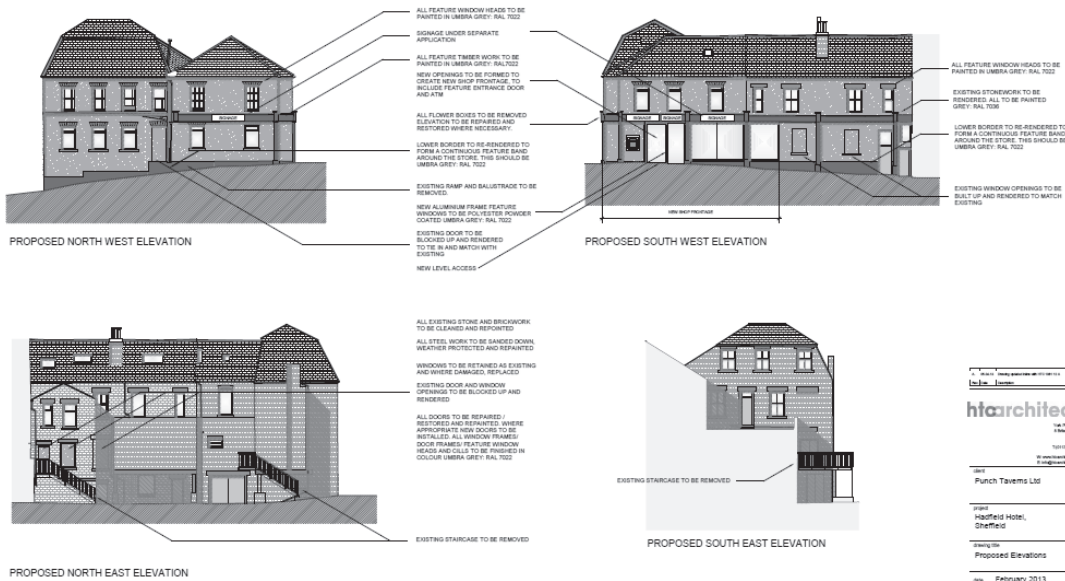 ALL FEATURE WINDOW HEADS TO BE
PAINTED IN UMBRA GREY: RAL 7022
SIGNAGE UNDER SEPARATE
APPLICATION
ALL FEATURE TIMBER WORK TO BE
PAINTED IN UMBRA GREY: RAL7022
NEW OPENINGS TO BE FORMED TO
CREATE NEW SHOP FRONTAGE, TO
INCLUDE FEATURE ENTRANCE DOOR
AND ATM
ALL FLOWER BOXES TO BE REMOVED
ELEVATION TO BE REPAIRED AND
RESTORED WHERE NECESSARY.
LOWER BORDER TO RE-RENDERED TO
FORM A CONTINUOUS FEATURE BAND
AROUND THE STORE. THIS SHOULD BE
UMBRA GREY: RAL 7022
EXISTING RAMP AND BALUSTRADE TO BE
REMOVED.
NEW ALUMINIUM FRAME FEATURE
WINDOWS TO BE POLYESTER POWDER
COATED UMBRA GREY: RAL 7022
EXISTING DOOR TO BE
BLOCKED UP AND RENDERED
TO TIE IN AND MATCH WITH
EXISTING
NEW LEVEL ACCESS
SIGNAGE
PROPOSED NORTH WEST ELEVATION
SIGNAGE
SIGNAGE
SIGNAGE
SIGNAGE
NEW SHOP FRONTAGE
PROPOSED SOUTH WEST ELEVATION
ALL FEATURE WINDOW HEADS TO BE
PAINTED IN UMBRA GREY: RAL 7022
EXISTING STONEWORK TO BE
RENDERED. ALL TO BE PAINTED
GREY: RAL 7036
LOWER BORDER TO RE-RENDERED TO
FORM A CONTINUOUS FEATURE BAND
AROUND THE STORE. THIS SHOULD BE
UMBRA GREY: RAL 7022
EXISTING WINDOW OPENINGS TO BE
BUILT UP AND RENDERED TO MATCH
EXISTING
ALL EXISTING STONE AND BRICKWORK
TO BE CLEANED AND REPOINTED
ALL STEEL WORK TO BE SANDED DOWN,
WEATHER PROTECTED AND REPAINTED
WINDOWS TO BE RETAINED AS EXISTING
AND WHERE DAMAGED, REPLACED
EXISTING DOOR AND WINDOW
OPENINGS TO BE BLOCKED UP AND
RENDERED
ALL DOORS TO BE REPAIRED /
RESTORED AND REPAINTED. WHERE
APPROPRIATE NEW DOORS TO BE
INSTALLED. ALL WINDOW FRAMES/
DOOR FRAMES/ FEATURE WINDOW
HEADS AND CILLS TO BE FINISHED IN
COLOUR UMBRA GREY: RAL 7022
EXISTING STAIRCASE TO BE REMOVED
PROPOSED NORTH EAST ELEVATION
EXISTING STAIRCASE TO BE REMOVED
PROPOSED SOUTH EAST ELEVATION
htaarchitec
client
Punch Taverns Ltd
project
Hadfield Hotel,
Sheffield
drawing title
Proposed Elevations
date February 2013